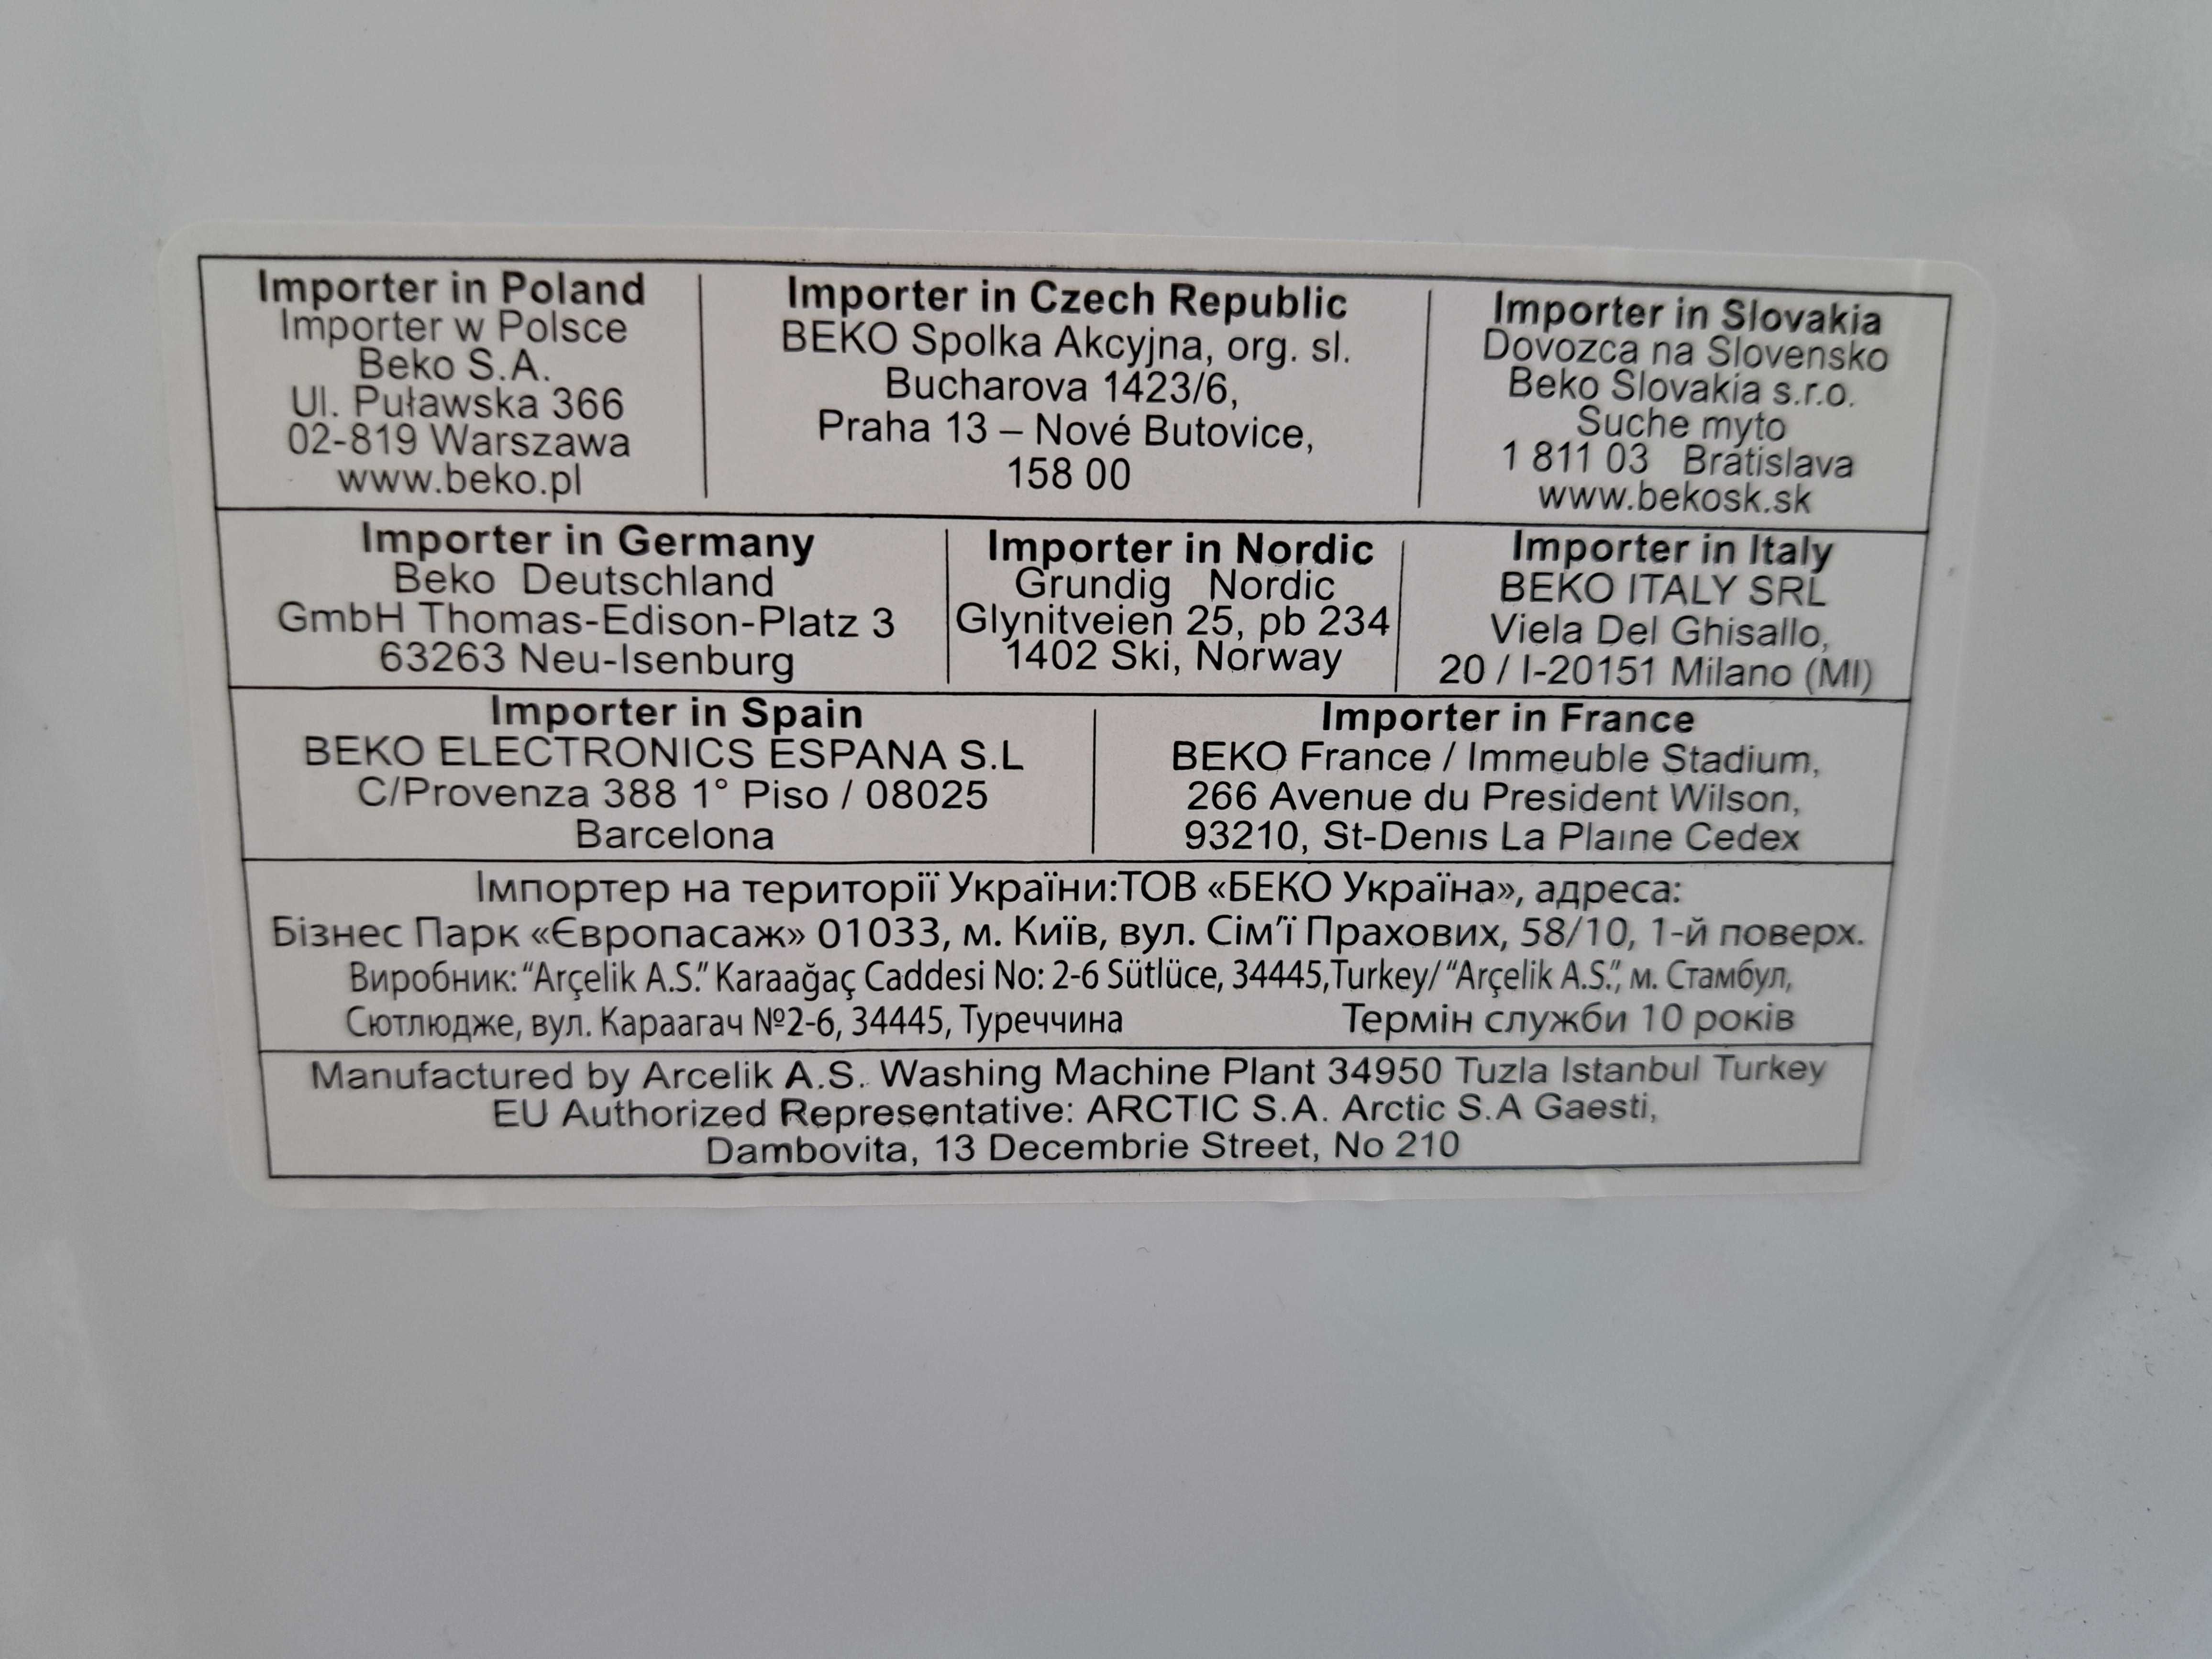 Importer in Poland
Importer w Polsce
Beko S.A.
Ul. Puławska 366
02-819 Warszawa
www.beko.pl
Importer in Czech Republic
BEKO Spolka Akcyjna, org. sl.
Bucharova 1423/6,
Praha 13 – Nové Butovice,
158 00
Importer in Slovakia
Dovozca na Slovensko
Beko Slovakia s.r.o.
Suche myto
1 811 03 Bratislava
www.bekosk.sk
Importer in Germany
Beko Deutschland
GmbH Thomas-Edison-Platz 3
63263 Neu-Isenburg
Importer in Nordic
Grundig Nordic
Glynitveien 25, pb 234
1402 Ski, Norway
Importer in Italy
BEKO ITALY SRL
Viela Del Ghisallo,
20 / I-20151 Milano (MI)
Importer in Spain
BEKO ELECTRONICS ESPANA S.L
C/Provenza 388 1° Piso / 08025
Barcelona
Importer in France
BEKO France / Immeuble Stadium,
266 Avenue du President Wilson,
93210, St-Denis La Plaine Cedex
Імпортер на території України:ТОВ «БЕКО Україна», адреса:
Бізнес Парк «Європасаж» 01033, м. Київ, вул. Сім’ї Прахових, 58/10, 1-й поверх.
Виробник: “Arçelik A.S.” Karaağaç Caddesi No: 2-6 Sütlüce, 34445,Turkey/ “Arçelik A.S.”, м. Стамбул,
Сютлюдже, вул. Караагач №2-6, 34445, Туреччина Термін служби 10 років
Manufactured by Arcelik A.S. Washing Machine Plant 34950 Tuzla Istanbul Turkey
EU Authorized Representative: ARCTIC S.A. Arctic S.A Gaesti,
Dambovita, 13 Decembrie Street, No 210